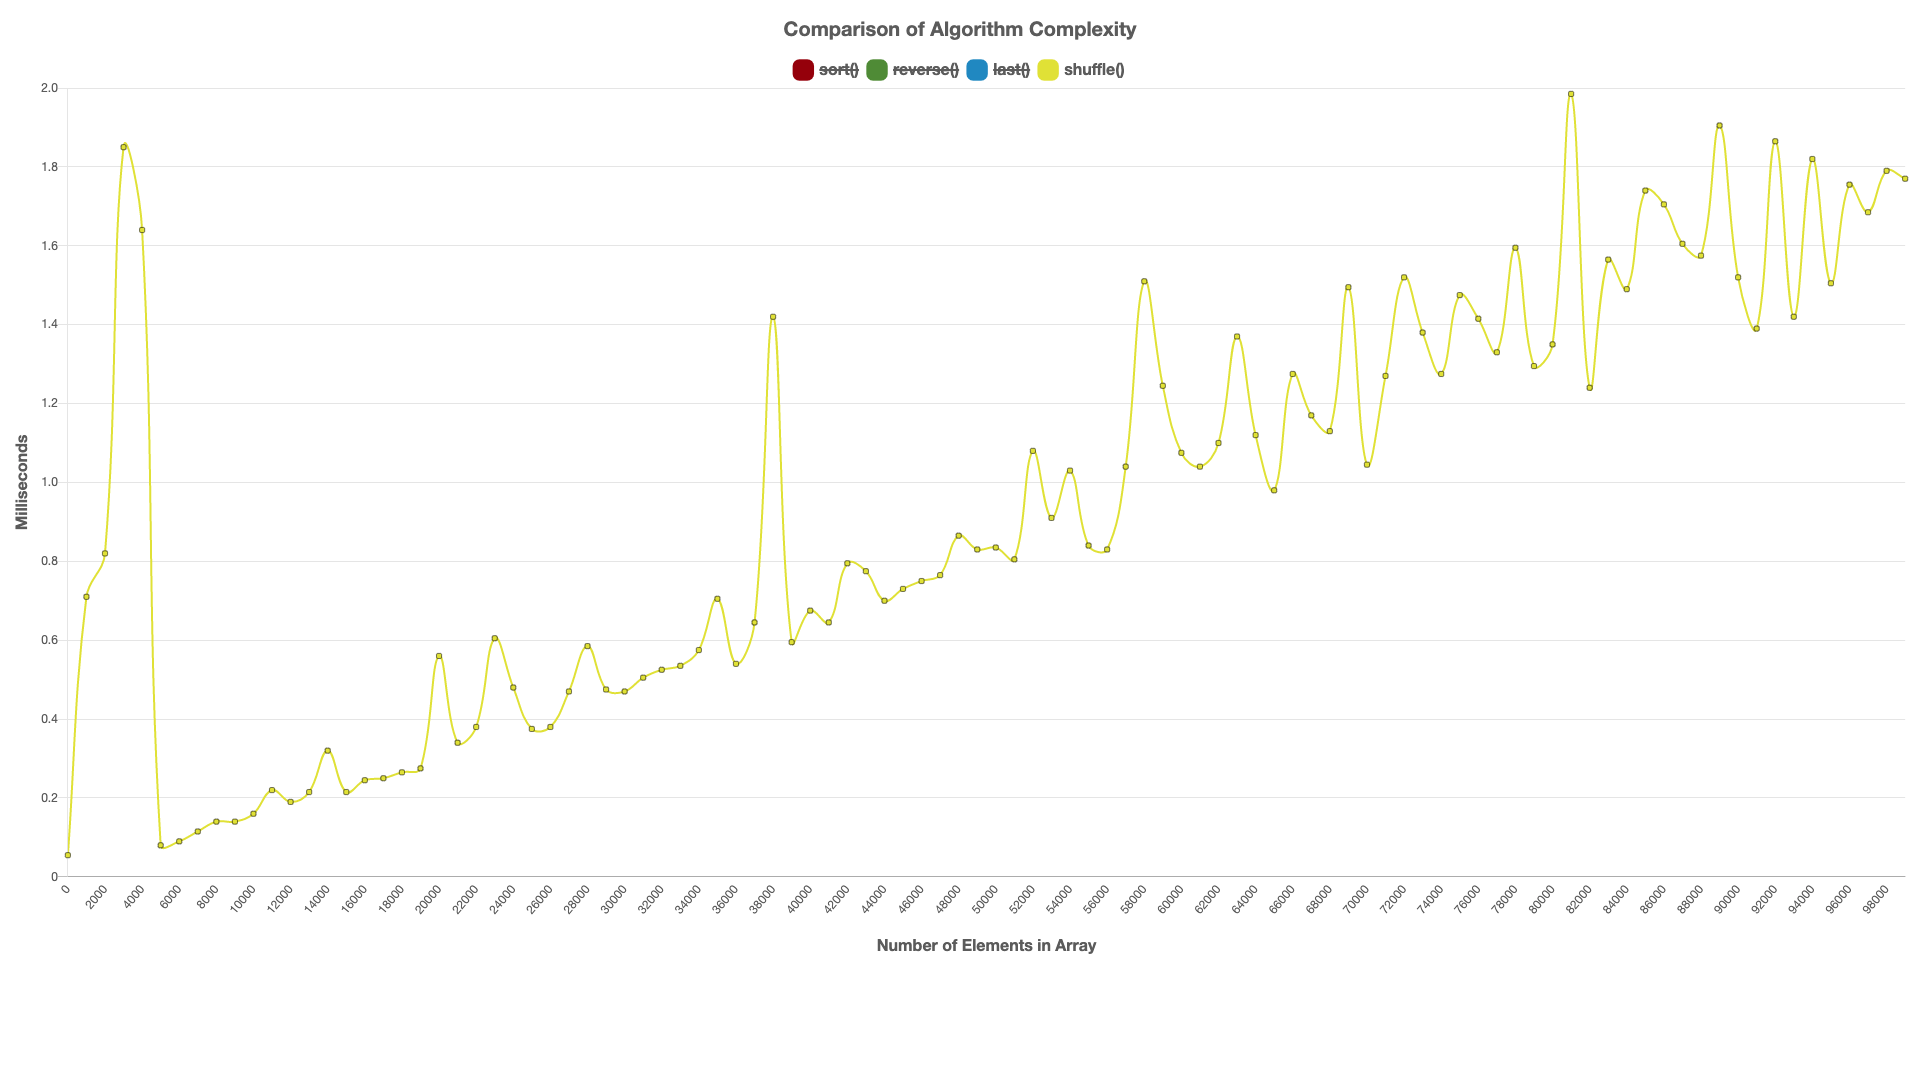 Comparison of Algorithm Complexity
sort() reverse() last() shuffle()
2.0
1.8
1.6
1.4
1.2
1.0
0.8
0.6
0.4
0.2
0
Milliseconds
0 2000 4000 6000 8000 10000 12000 14000 16000 18000 20000 22000 24000 26000 28000 30000 32000 34000 36000 38000 40000 42000 44000 46000 48000 50000 52000 54000 56000 58000 60000 62000 64000 66000 68000 70000 72000 74000 76000 78000 80000 82000 84000 86000 88000 90000 92000 94000 96000 98000
Number of Elements in Array